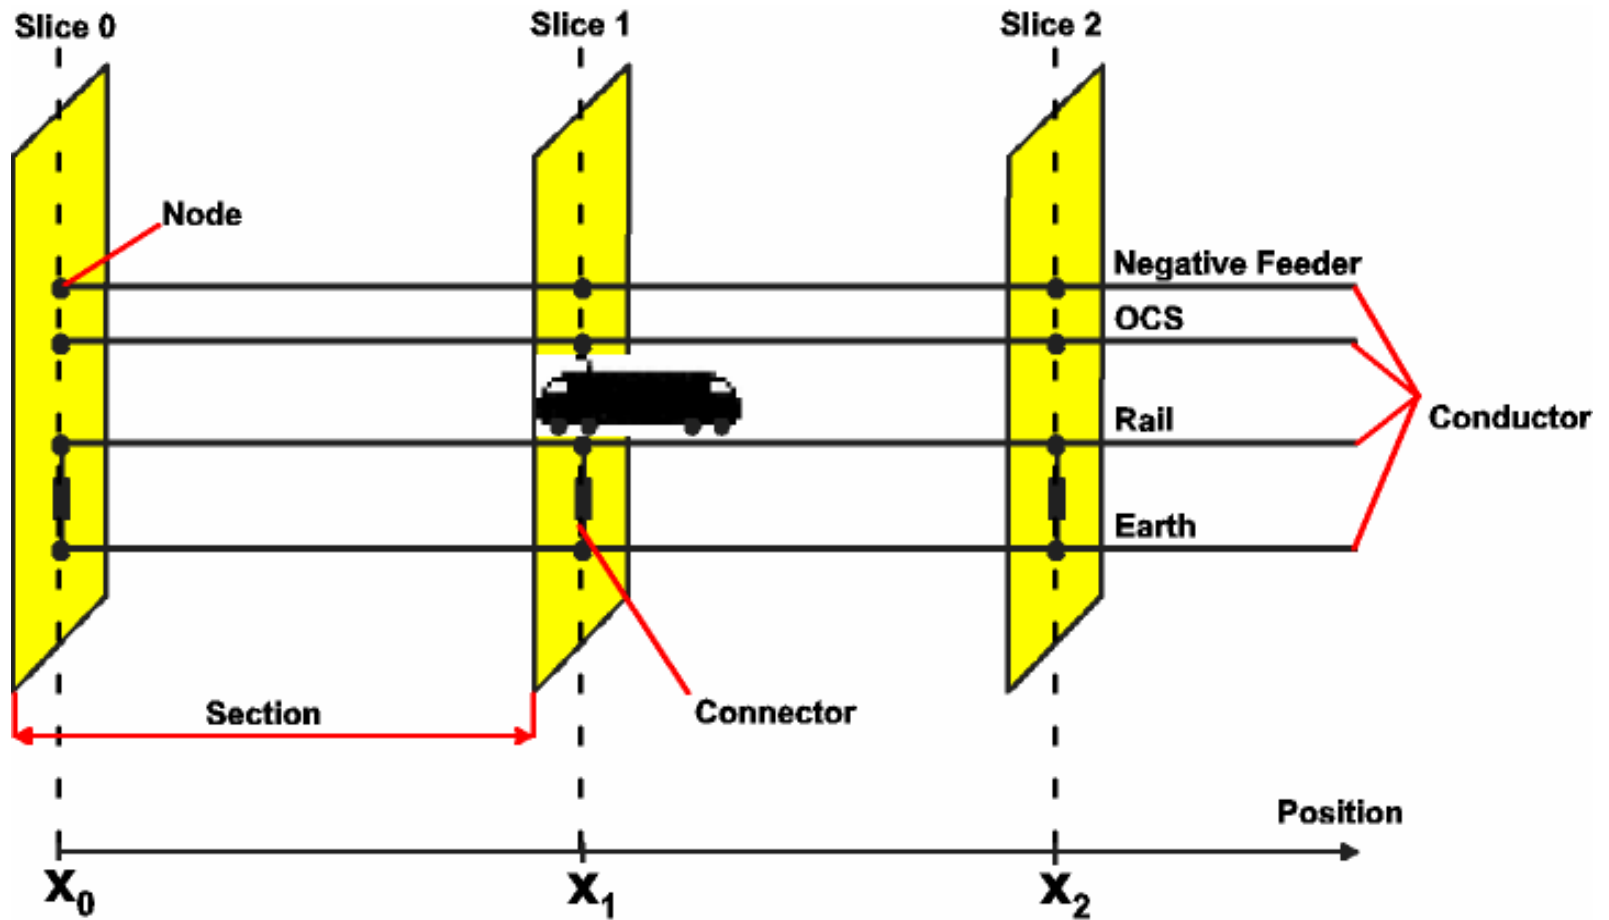 Slice 0
Slice 1
Slice 2
Node
Negative Feeder
OCS
Rail
Conductor
Earth
Section
Connector
Position
x₀
x₁
x₂